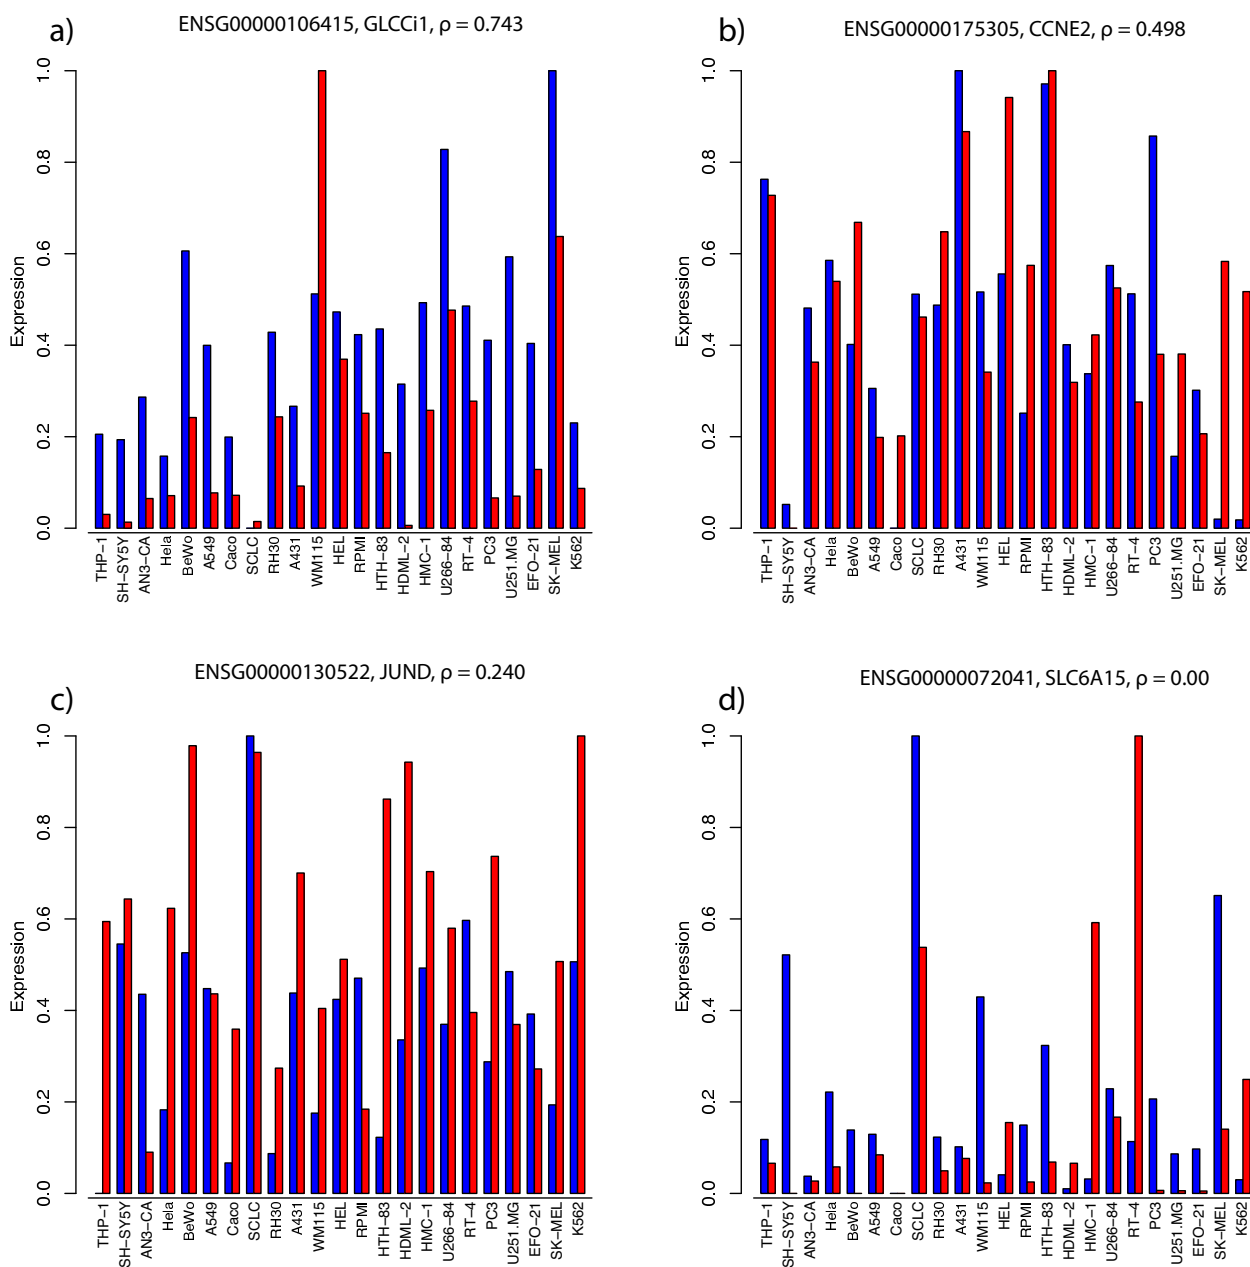 a)
ENSG00000106415, GLCCi1, ρ = 0.743
Expression
0.0 0.2 0.4 0.6 0.8 1.0
THP−1 SH−SY5Y AN3−CA Hela BeWo A549 Caco SCLC RH30 A431 WM115 HEL RPMI HTH−83 HDML−2 HMC−1 U266−84 RT−4 PC3 U251.MG EFO−21 SK−MEL K562
b)
ENSG00000175305, CCNE2, ρ = 0.498
Expression
0.0 0.2 0.4 0.6 0.8 1.0
THP−1 SH−SY5Y AN3−CA Hela BeWo A549 Caco SCLC RH30 A431 WM115 HEL RPMI HTH−83 HDML−2 HMC−1 U266−84 RT−4 PC3 U251.MG EFO−21 SK−MEL K562
c)
ENSG00000130522, JUND, ρ = 0.240
Expression
0.0 0.2 0.4 0.6 0.8 1.0
THP−1 SH−SY5Y AN3−CA Hela BeWo A549 Caco SCLC RH30 A431 WM115 HEL RPMI HTH−83 HDML−2 HMC−1 U266−84 RT−4 PC3 U251.MG EFO−21 SK−MEL K562
d)
ENSG00000072041, SLC6A15, ρ = 0.00
Expression
0.0 0.2 0.4 0.6 0.8 1.0
THP−1 SH−SY5Y AN3−CA Hela BeWo A549 Caco SCLC RH30 A431 WM115 HEL RPMI HTH−83 HDML−2 HMC−1 U266−84 RT−4 PC3 U251.MG EFO−21 SK−MEL K562